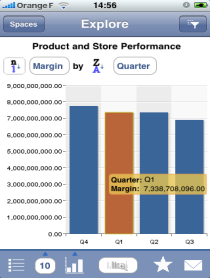 Orange F 14:56
Spaces Explore
Product and Store Performance
n 1 Margin by Z A Quarter
9,000,000,000.00
8,000,000,000.00
7,000,000,000.00
6,000,000,000.00
5,000,000,000.00
4,000,000,000.00
3,000,000,000.00
2,000,000,000.00
1,000,000,000.00
0.00
Quarter: Q1
Margin: 7,338,708,096.00
Q4 Q1 Q2 Q3
10